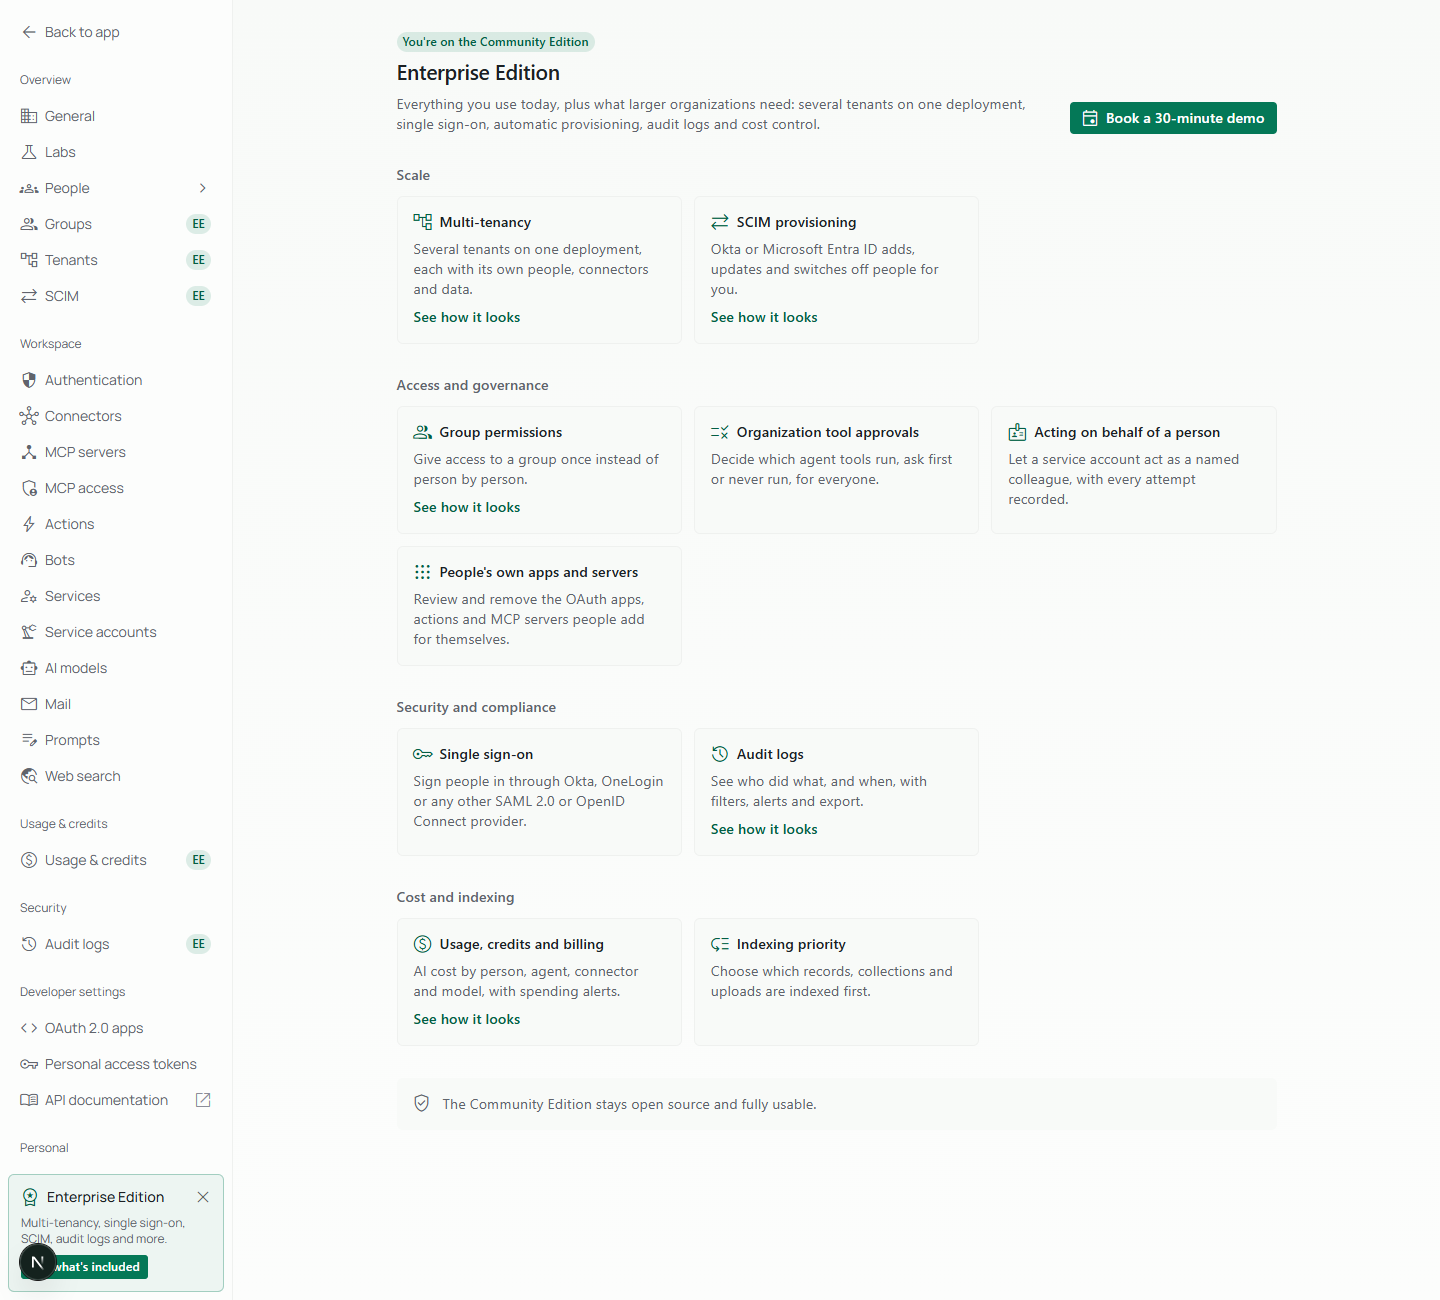 Back to app
Overview
General
Labs
People
Groups EE
Tenants EE
SCIM EE
Workspace
Authentication
Connectors
MCP servers
MCP access
Actions
Bots
Services
Service accounts
AI models
Mail
Prompts
Web search
Usage & credits
Usage & credits EE
Security
Audit logs EE
Developer settings
OAuth 2.0 apps
Personal access tokens
API documentation
Personal
Enterprise Edition
Multi-tenancy, single sign-on,
SCIM, audit logs and more.
N
what's included
You're on the Community Edition
Enterprise Edition
Everything you use today, plus what larger organizations need: several tenants on one deployment,
single sign-on, automatic provisioning, audit logs and cost control.
Book a 30-minute demo
Scale
Multi-tenancy
Several tenants on one deployment,
each with its own people, connectors
and data.
See how it looks
SCIM provisioning
Okta or Microsoft Entra ID adds,
updates and switches off people for
you.
See how it looks
Access and governance
Group permissions
Give access to a group once instead of
person by person.
See how it looks
Organization tool approvals
Decide which agent tools run, ask first
or never run, for everyone.
Acting on behalf of a person
Let a service account act as a named
colleague, with every attempt
recorded.
People's own apps and servers
Review and remove the OAuth apps,
actions and MCP servers people add
for themselves.
Security and compliance
Single sign-on
Sign people in through Okta, OneLogin
or any other SAML 2.0 or OpenID
Connect provider.
Audit logs
See who did what, and when, with
filters, alerts and export.
See how it looks
Cost and indexing
Usage, credits and billing
AI cost by person, agent, connector
and model, with spending alerts.
See how it looks
Indexing priority
Choose which records, collections and
uploads are indexed first.
The Community Edition stays open source and fully usable.